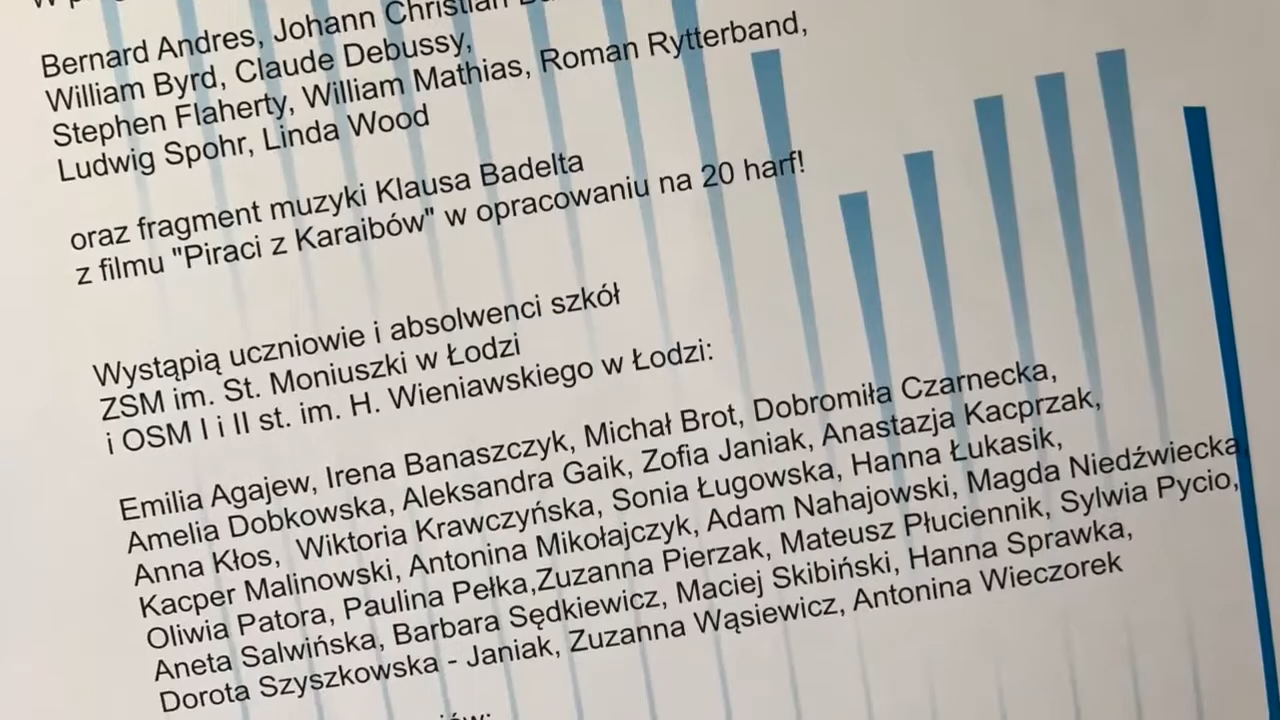 Bernard Andres, Johann Christian
William Byrd, Claude Debussy,
Stephen Flaherty, William Mathias, Roman Rytterband,
Ludwig Spohr, Linda Wood
oraz fragment muzyki Klausa Badelta
z filmu "Piraci z Karaibów" w opracowaniu na 20 harf!
Wystąpią uczniowie i absolwenci szkół
ZSM im. St. Moniuszki w Łodzi
i OSM I i II st. im. H. Wieniawskiego w Łodzi:
Emilia Agajew, Irena Banaszczyk, Michał Brot, Dobromiła Czarnecka,
Amelia Dobkowska, Aleksandra Gaik, Zofia Janiak, Anastazja Kacprzak,
Anna Kłos, Wiktoria Krawczyńska, Sonia Ługowska, Hanna Łukasik,
Kacper Malinowski, Antonina Mikołajczyk, Adam Nahajowski, Magda Niedźwiecka
Oliwia Patora, Paulina Pełka,Zuzanna Pierzak, Mateusz Płuciennik, Sylwia Pycio,
Aneta Salwińska, Barbara Sędkiewicz, Maciej Skibiński, Hanna Sprawka,
Dorota Szyszkowska - Janiak, Zuzanna Wąsiewicz, Antonina Wieczorek